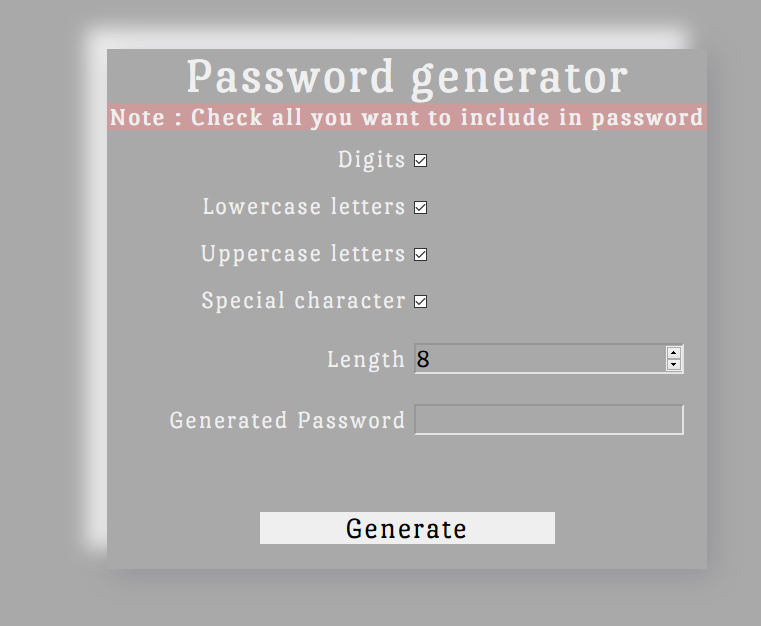 Password generator
Note : Check all you want to include in password
Digits
Lowercase letters
Uppercase letters
Special character
Length 8
Generated Password
Generate